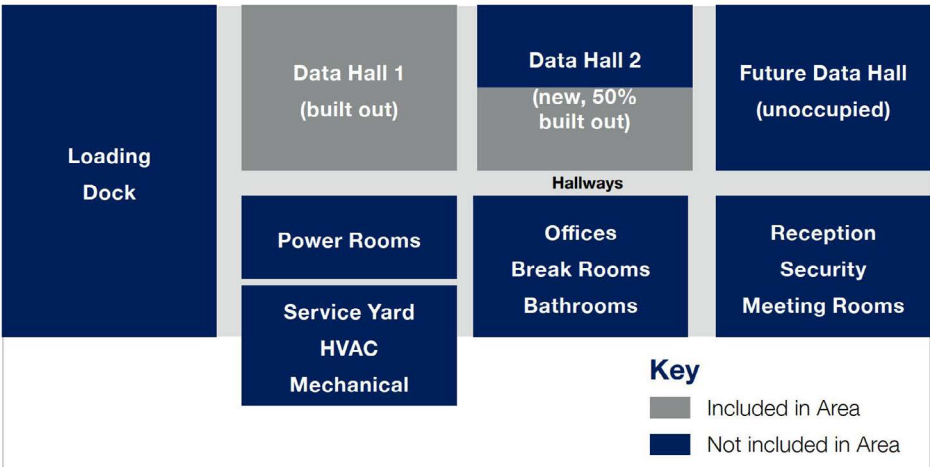 Loading
Dock
Data Hall 1
(built out)
Data Hall 2
(new, 50%
built out)
Future Data Hall
(unoccupied)
Hallways
Power Rooms
Service Yard
HVAC
Mechanical
Offices
Break Rooms
Bathrooms
Reception
Security
Meeting Rooms
Key
Included in Area
Not included in Area